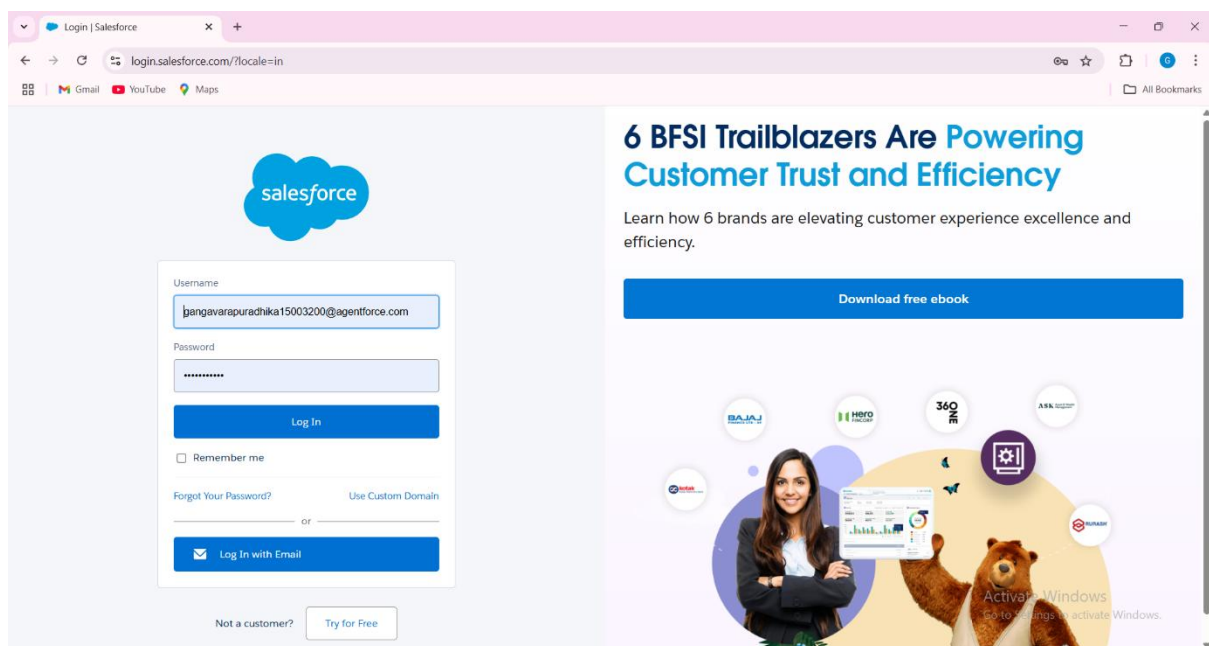 Login | Salesforce
login.salesforce.com/?locale=in
G
Gmail
YouTube
Maps
All Bookmarks
salesforce
Username
gangavarapuradhika15003200@agentforce.com
Password
Log In
Remember me
Forgot Your Password?
Use Custom Domain
or
Log In with Email
Not a customer?
Try for Free
6 BFSI Trailblazers Are Powering
Customer Trust and Efficiency
Learn how 6 brands are elevating customer experience excellence and
efficiency.
Download free ebook
BAJAJ
Hero
FINCORP
360
ONE
ASK
kotak
Activate Windows
Go to Settings to activate Windows.